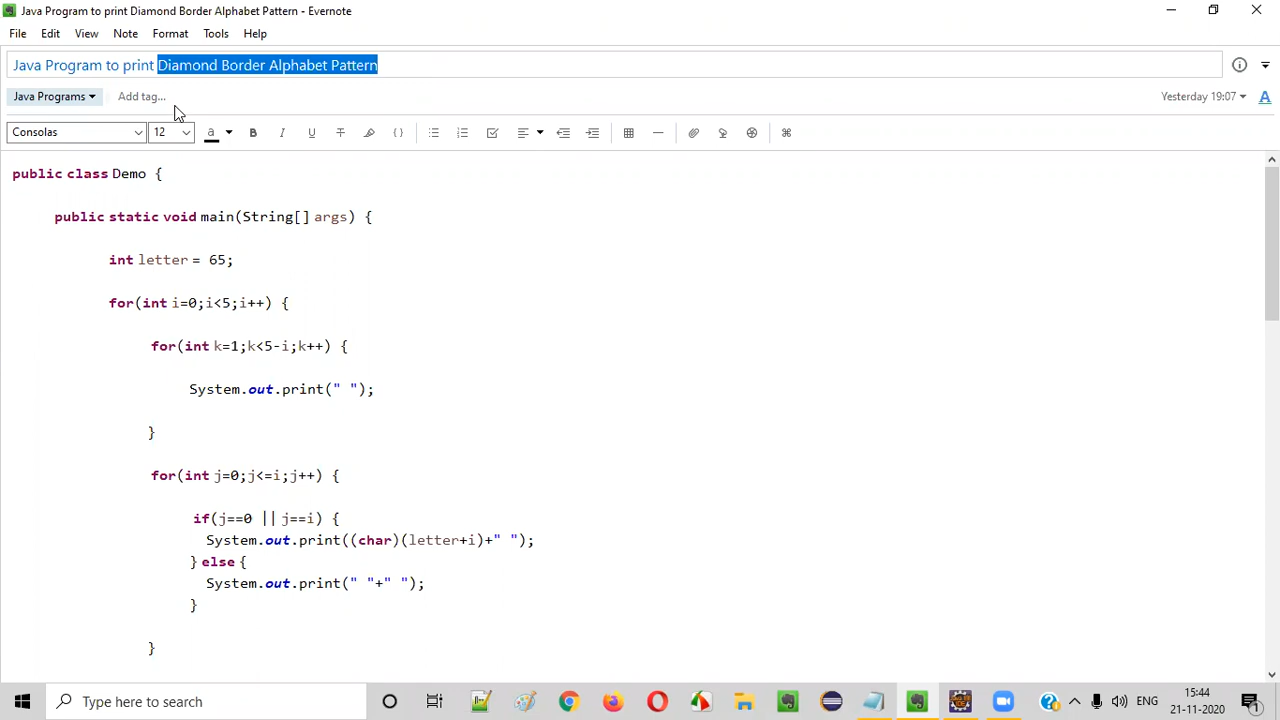 Java Program to print Diamond Border Alphabet Pattern - Evernote
File Edit View Note Format Tools Help
Java Program to print Diamond Border Alphabet Pattern
Java Programs Add tag... Yesterday 19:07
Consolas 12 a B I U T
public class Demo {
public static void main(String[] args) {
int letter = 65;
for(int i=0;i<5;i++) {
for(int k=1;k<5-i;k++) {
System.out.print(" ");
}
for(int j=0;j<=i;j++) {
if(j==0 || j==i) {
System.out.print((char)(letter+i)+" ");
} else {
System.out.print(" "+" ");
}
}
Type here to search
ENG
15:44
21-11-2020